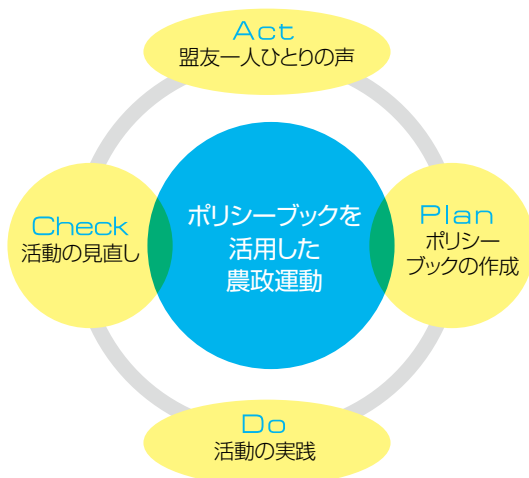 Act
盟友一人ひとりの声
Check
活動の見直し
ポリシーブックを
活用した
農政運動
Plan
ポリシー
ブックの作成
Do
活動の実践